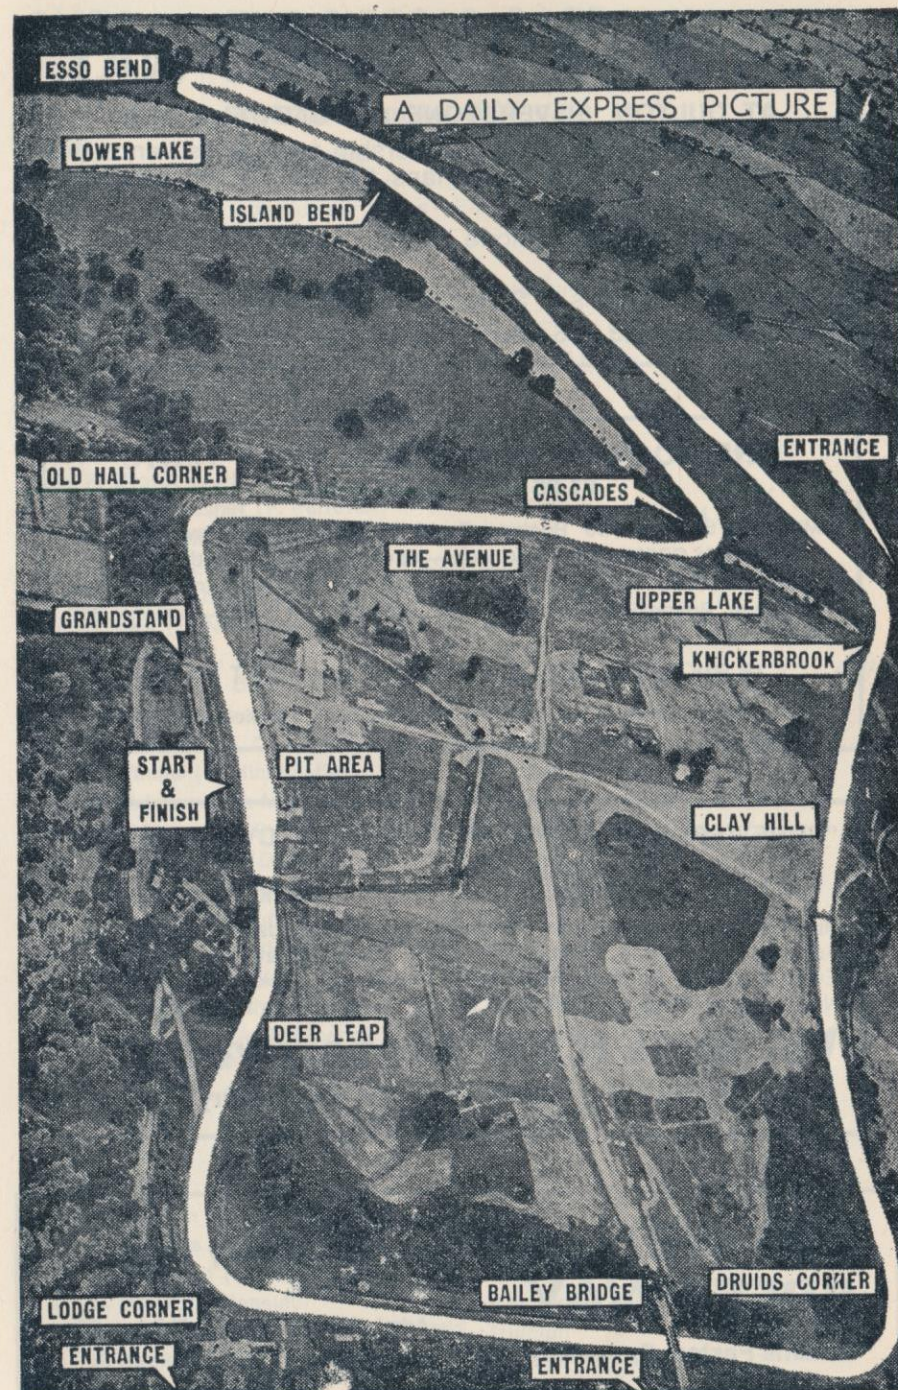 ESSO BEND
A DAILY EXPRESS PICTURE
LOWER LAKE
ISLAND BEND
ENTRANCE
OLD HALL CORNER
CASCADES
THE AVENUE
UPPER LAKE
GRANDSTAND
KNICKERBROOK
START
&
FINISH
PIT AREA
CLAY HILL
DEER LEAP
BAILEY BRIDGE
DRUIDS CORNER
LODGE CORNER
ENTRANCE
ENTRANCE